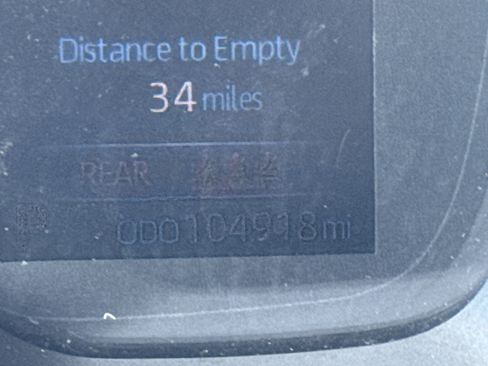 Distance to Empty
34 miles
REAR
ODO 104918 mi